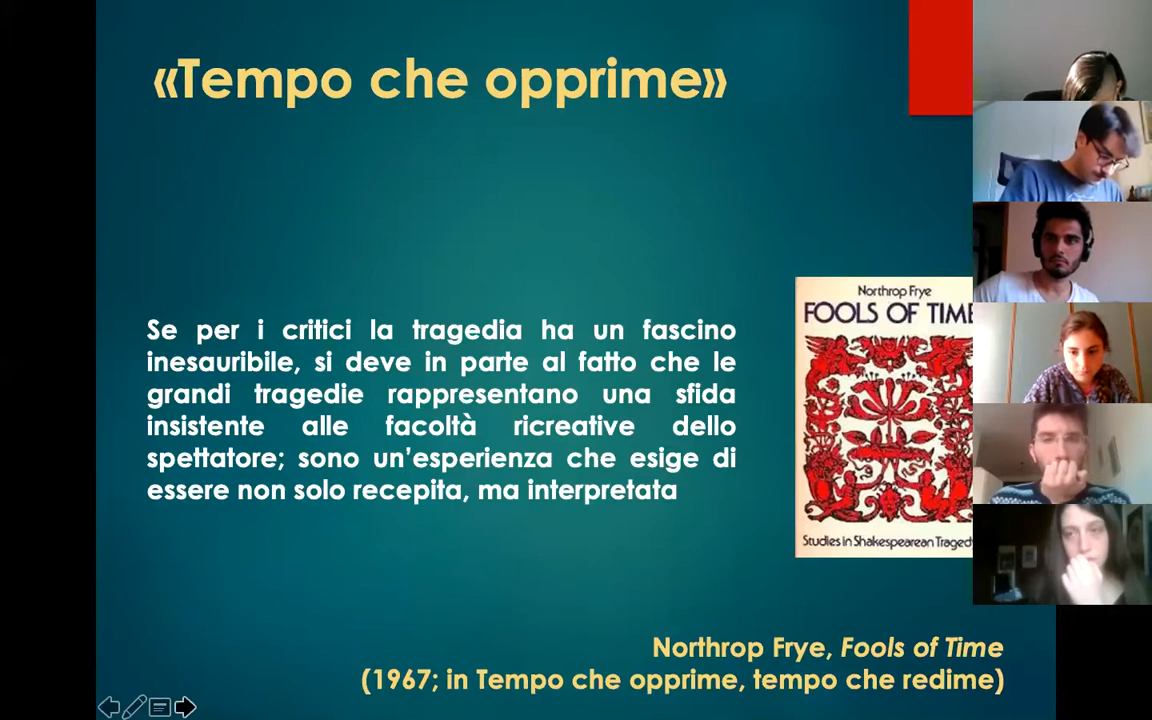 «Tempo che opprime»
Se per i critici la tragedia ha un fascino
inesauribile, si deve in parte al fatto che le
grandi tragedie rappresentano una sfida
insistente alle facoltà ricreative dello
spettatore; sono un'esperienza che esige di
essere non solo recepita, ma interpretata
Northrop Frye
FOOLS OF TIME
Studies in Shakespearean Traged
Northrop Frye, Fools of Time
(1967; in Tempo che opprime, tempo che redime)